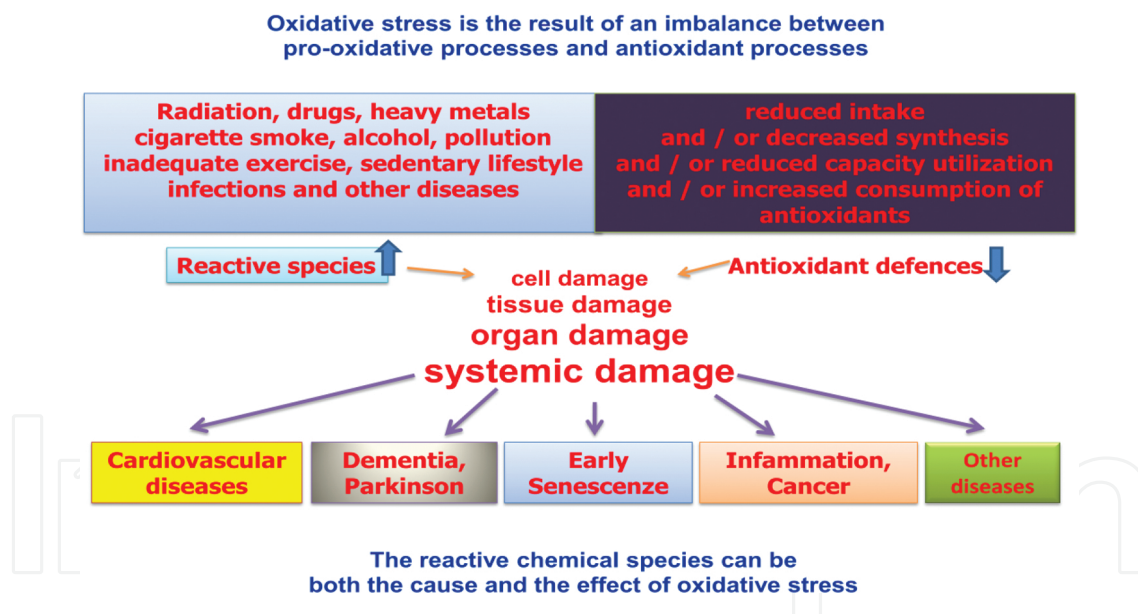 Oxidative stress is the result of an imbalance between
pro-oxidative processes and antioxidant processes
Radiation, drugs, heavy metals
cigarette smoke, alcohol, pollution
inadequate exercise, sedentary lifestyle
infections and other diseases
reduced intake
and / or decreased synthesis
and / or reduced capacity utilization
and / or increased consumption of
antioxidants
Reactive species
Antioxidant defences
cell damage
tissue damage
organ damage
systemic damage
Cardiovascular
diseases
Dementia,
Parkinson
Early
Senescenze
Infammation,
Cancer
Other
diseases
The reactive chemical species can be
both the cause and the effect of oxidative stress